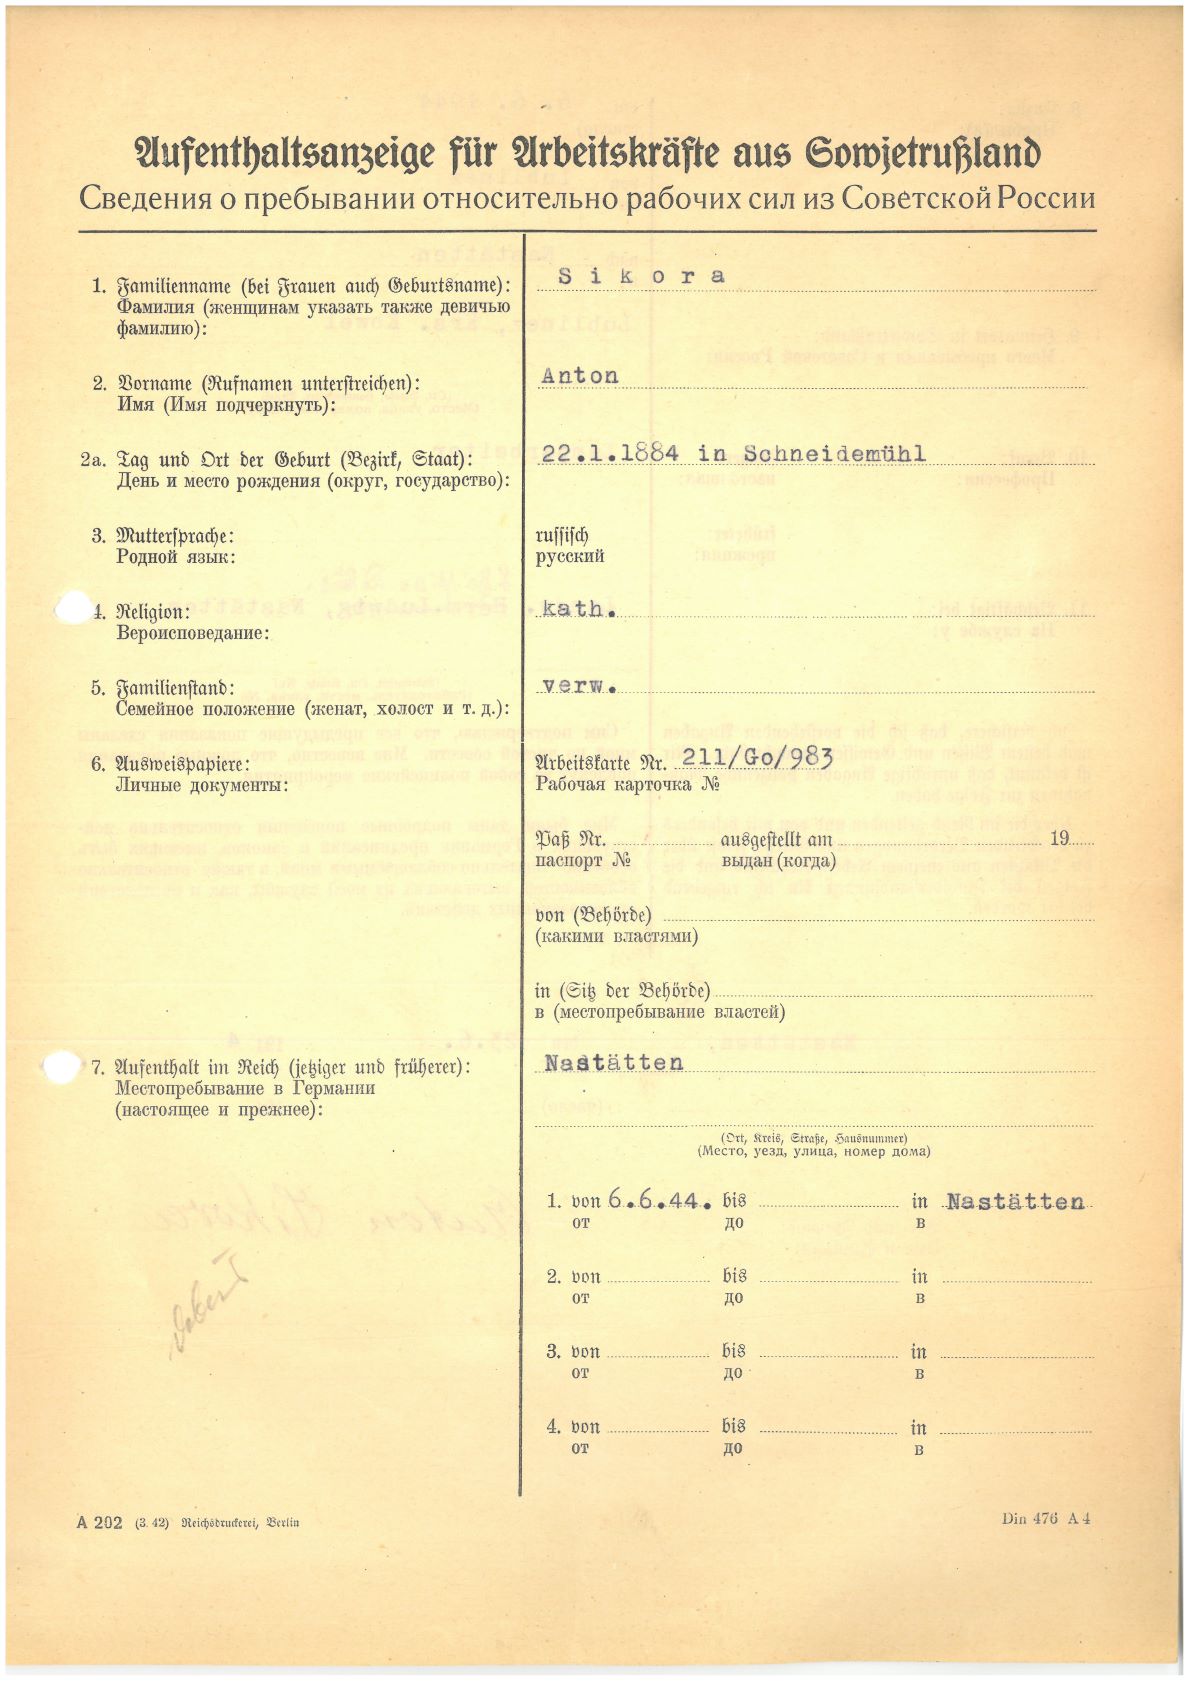 Aufenthaltsanzeige für Arbeitskräfte aus Sowjetrußland
Сведения о пребывании относительно рабочих сил из Советской России
1. Familienname (bei Frauen auch Geburtsname): Sikora
Фамилия (женщинам указать также девичью
фамилию):
2. Vorname (Rufnamen unterstreichen): Anton
Имя (Имя подчеркнуть):
2a. Tag und Ort der Geburt (Bezirk, Staat): 22.1.1884 in Schneidemühl
День и место рождения (округ, государство):
3. Muttersprache: russisch
Родной язык: русский
4. Religion: kath.
Вероисповедание:
5. Familienstand: verw.
Семейное положение (женат, холост и т. д.):
6. Ausweispapiere: Arbeitskarte Nr. 211/Go/983
Личные документы: Рабочая карточка №
Paß Nr. ausgestellt am 19
паспорт № выдан (когда)
von (Behörde)
(какими властями)
in (Sitz der Behörde)
в (местопребывание властей)
7. Aufenthalt im Reich (jetziger und früherer): Nastätten
Местопребывание в Германии
(настоящее и прежнее):
(Ort, Kreis, Straße, Hausnummer)
(Место, уезд, улица, номер дома)
1. von 6.6.44. bis in Nastätten
от до в
2. von bis in
от до в
3. von bis in
от до в
4. von bis in
от до в
A 202 (3. 42) Reichsdruckerei, Berlin Din 476 A 4